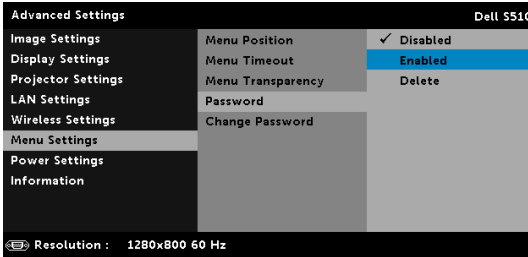 Advanced Settings Dell S510
Image Settings Menu Position ✓ Disabled
Display Settings Menu Timeout Enabled
Projector Settings Menu Transparency Delete
LAN Settings Password
Wireless Settings Change Password
Menu Settings
Power Settings
Information
Resolution : 1280x800 60 Hz